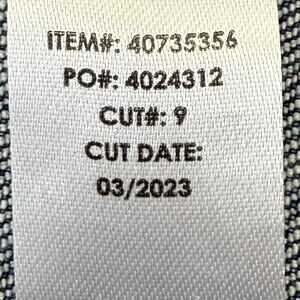 ITEM#: 40735356
PO#: 4024312
CUT#: 9
CUT DATE:
03/2023